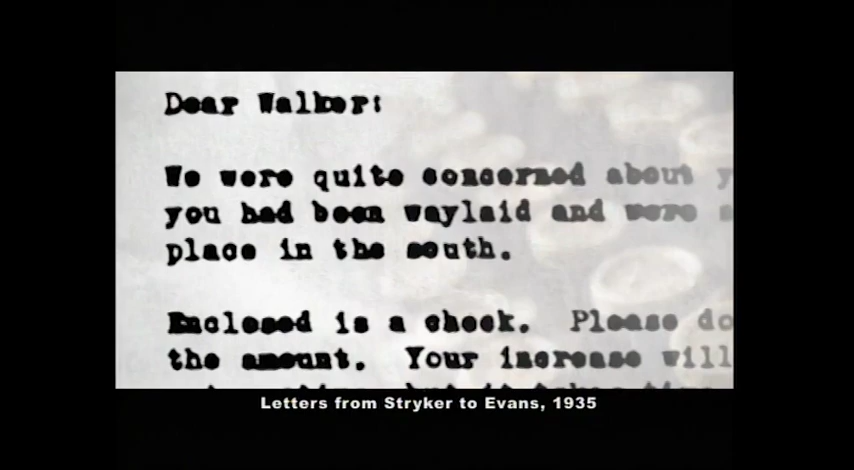 Dear Walker:
We were quite concerned about y
you had been waylaid and were s
place in the south.
Enclosed is a check. Please do
the amount. Your increase will
Letters from Stryker to Evans, 1935